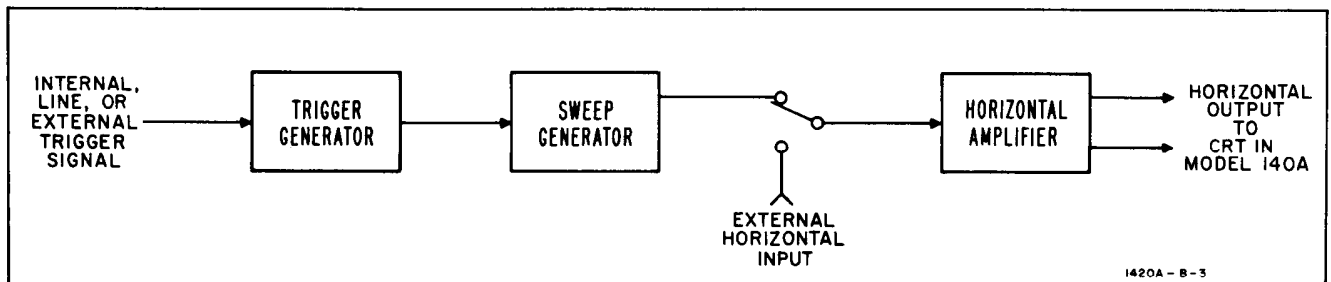 INTERNAL,
LINE, OR
EXTERNAL
TRIGGER
SIGNAL
TRIGGER
GENERATOR
SWEEP
GENERATOR
EXTERNAL
HORIZONTAL
INPUT
HORIZONTAL
AMPLIFIER
HORIZONTAL
OUTPUT
TO
CRT IN
MODEL 140A
1420A-B-3